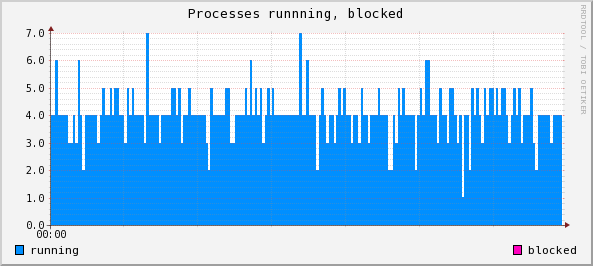 Processes runnning, blocked
RRDTOOL / TOBI OETIKER
7.0
6.0
5.0
4.0
3.0
2.0
1.0
0.0
00:00
running
blocked